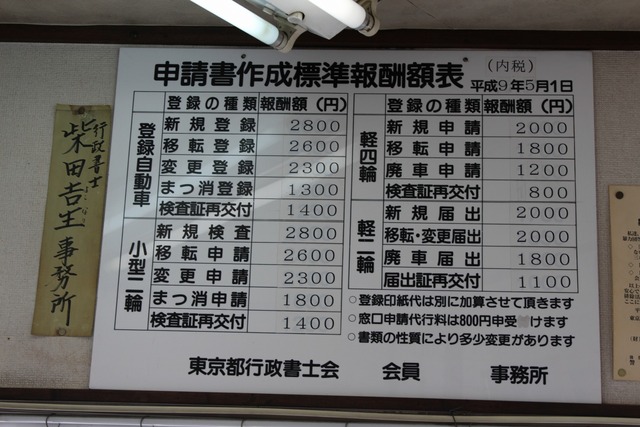 行政書士
柴田吉生事務所
申請書作成標準報酬額表
(内税)
平成9年5月1日
登録の種類 報酬額(円)
登録自動車
新規登録 2800
移転登録 2600
変更登録 2300
まつ消登録 1300
検査証再交付 1400
小型二輪
新規検査 2800
移転申請 2600
変更申請 2300
まつ消申請 1800
検査証再交付 1400
登録の種類 報酬額(円)
軽四輪
新規申請 2000
移転申請 1800
廃車申請 1200
検査証再交付 800
軽二輪
新規届出 2000
移転・変更届出 2000
廃車届出 1800
届出証再交付 1100
○登録印紙代は別に加算させて頂きます
○窓口申請代行料は800円申受けます
○書類の性質により多少変更があります
東京都行政書士会 会員 事務所